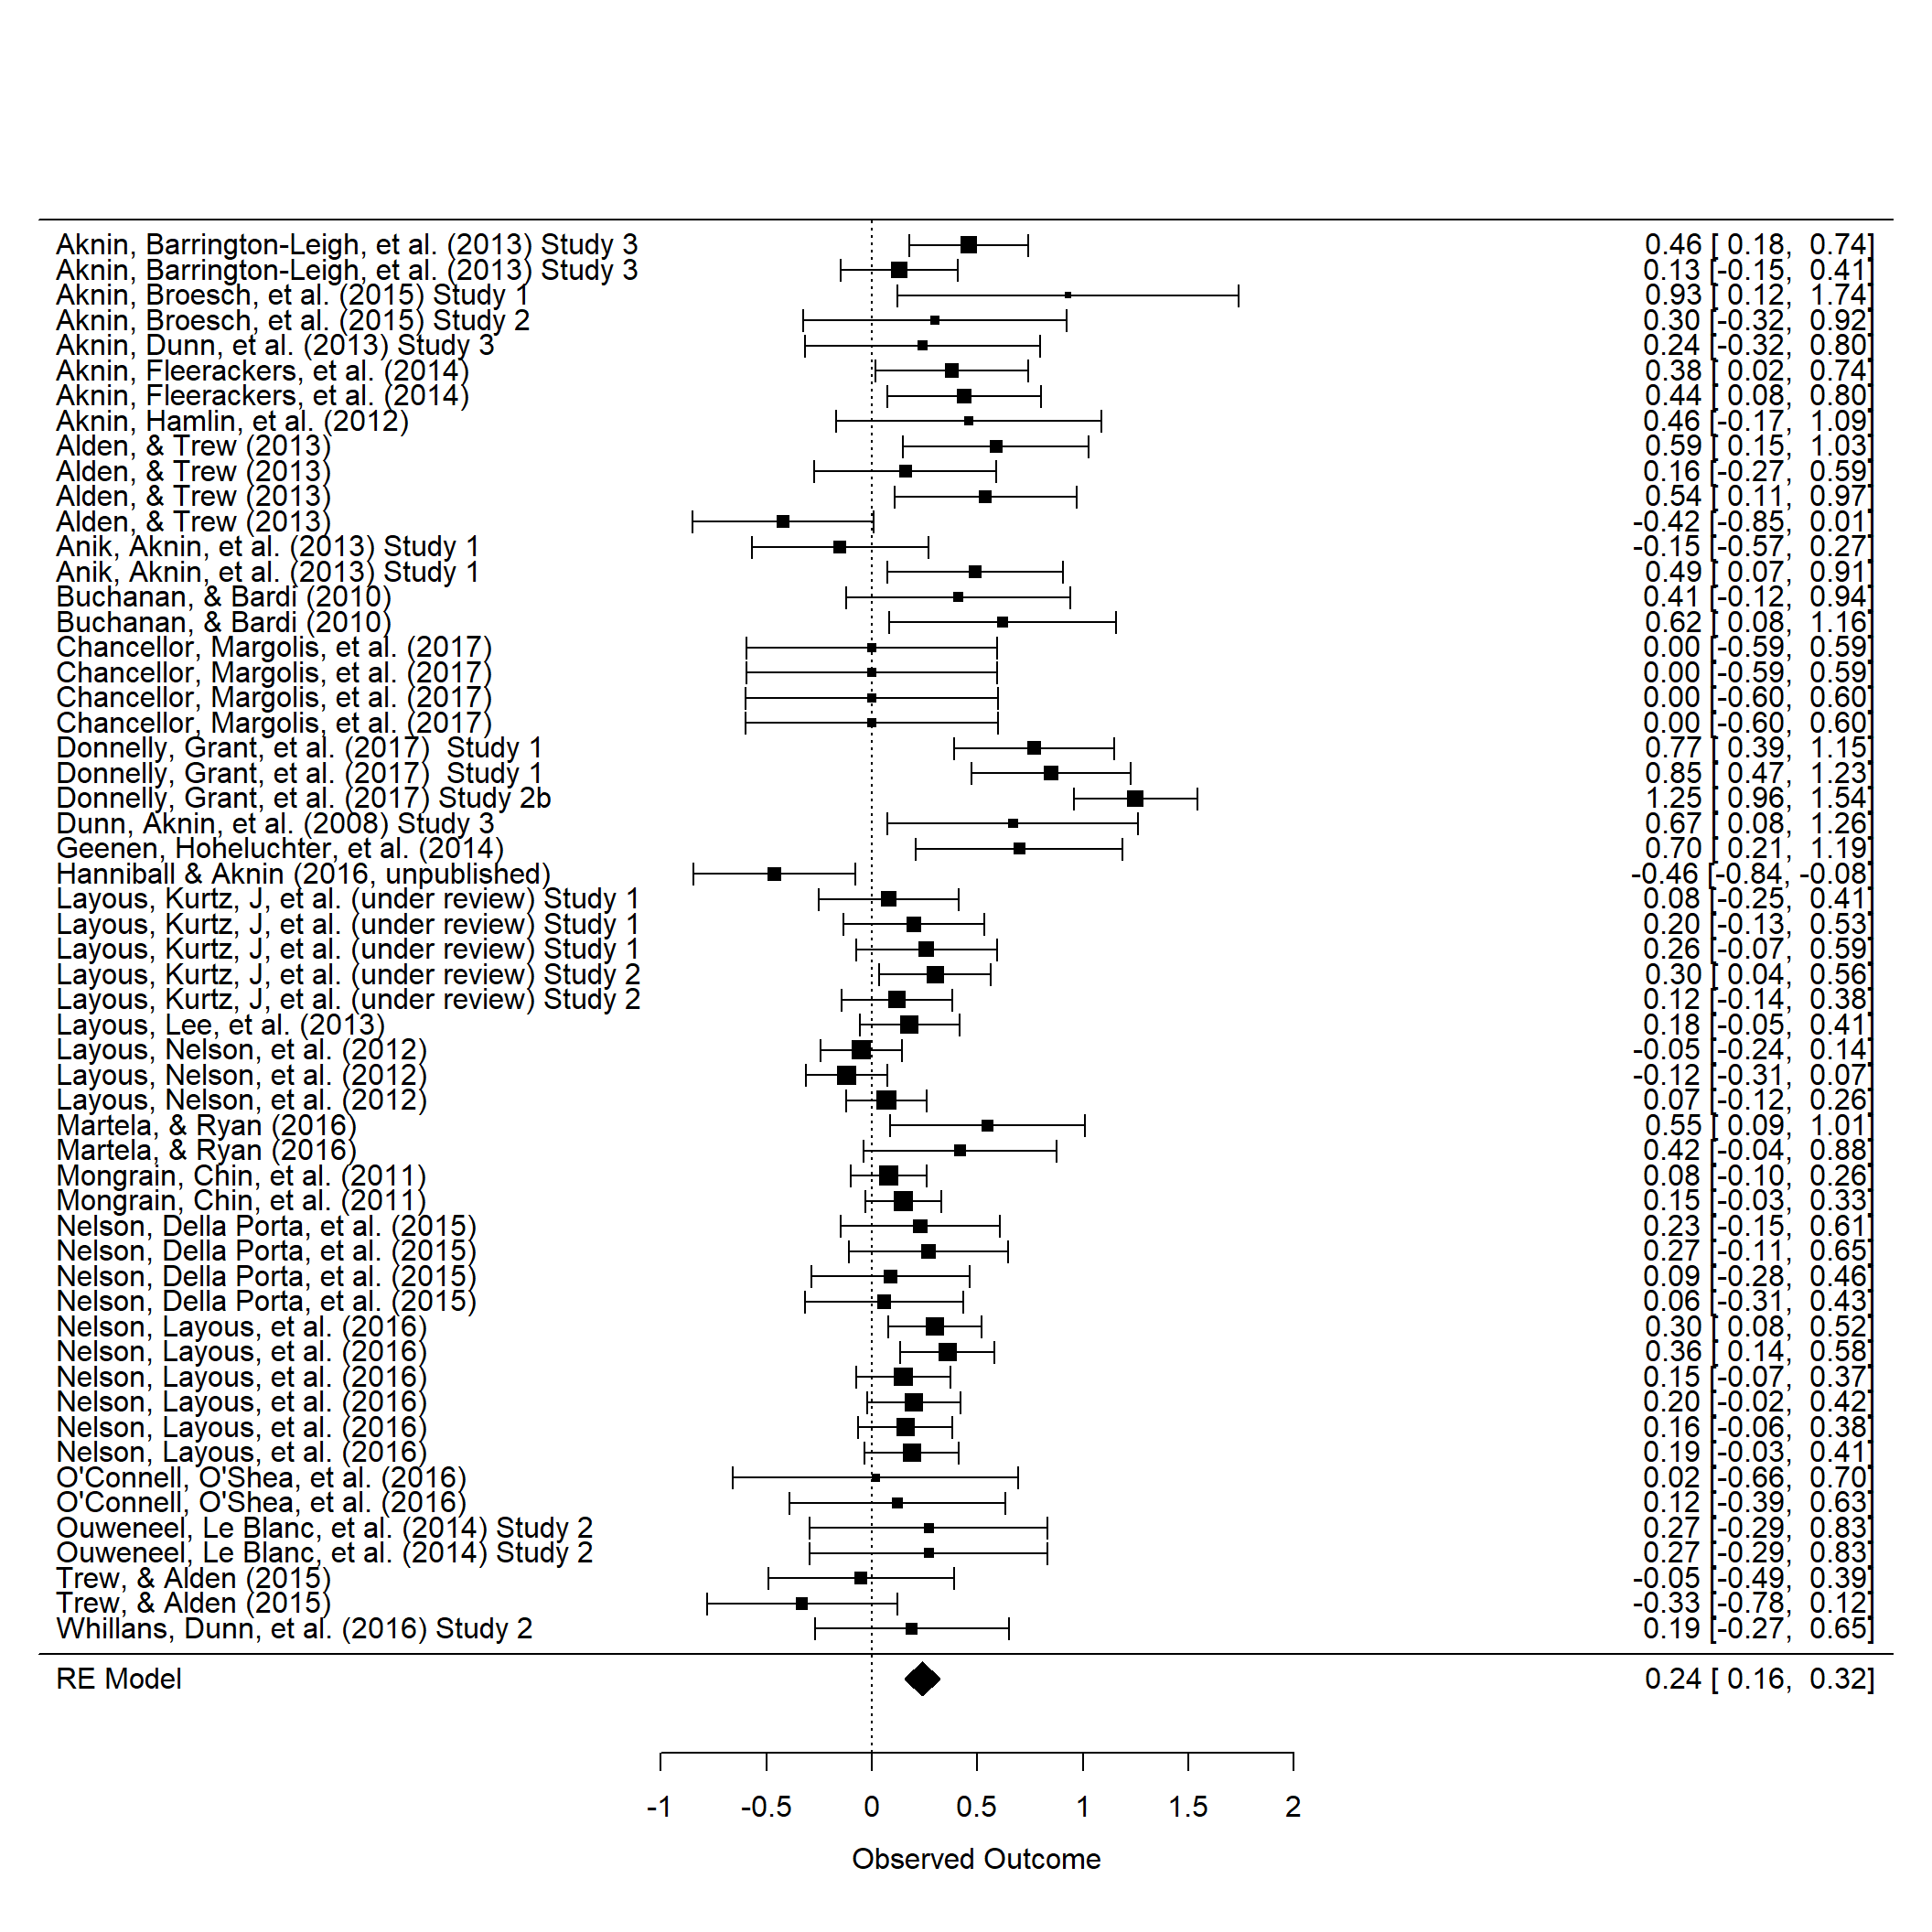 Aknin, Barrington-Leigh, et al. (2013) Study 3 0.46 [ 0.18, 0.74]
Aknin, Barrington-Leigh, et al. (2013) Study 3 0.13 [-0.15, 0.41]
Aknin, Broesch, et al. (2015) Study 1 0.93 [ 0.12, 1.74]
Aknin, Broesch, et al. (2015) Study 2 0.30 [-0.32, 0.92]
Aknin, Dunn, et al. (2013) Study 3 0.24 [-0.32, 0.80]
Aknin, Fleerackers, et al. (2014) 0.38 [ 0.02, 0.74]
Aknin, Fleerackers, et al. (2014) 0.44 [ 0.08, 0.80]
Aknin, Hamlin, et al. (2012) 0.46 [-0.17, 1.09]
Alden, & Trew (2013) 0.59 [ 0.15, 1.03]
Alden, & Trew (2013) 0.16 [-0.27, 0.59]
Alden, & Trew (2013) 0.54 [ 0.11, 0.97]
Alden, & Trew (2013) -0.42 [-0.85, 0.01]
Anik, Aknin, et al. (2013) Study 1 -0.15 [-0.57, 0.27]
Anik, Aknin, et al. (2013) Study 1 0.49 [ 0.07, 0.91]
Buchanan, & Bardi (2010) 0.41 [-0.12, 0.94]
Buchanan, & Bardi (2010) 0.62 [ 0.08, 1.16]
Chancellor, Margolis, et al. (2017) 0.00 [-0.59, 0.59]
Chancellor, Margolis, et al. (2017) 0.00 [-0.59, 0.59]
Chancellor, Margolis, et al. (2017) 0.00 [-0.60, 0.60]
Chancellor, Margolis, et al. (2017) 0.00 [-0.60, 0.60]
Donnelly, Grant, et al. (2017)  Study 1 0.77 [ 0.39, 1.15]
Donnelly, Grant, et al. (2017)  Study 1 0.85 [ 0.47, 1.23]
Donnelly, Grant, et al. (2017) Study 2b 1.25 [ 0.96, 1.54]
Dunn, Aknin, et al. (2008) Study 3 0.67 [ 0.08, 1.26]
Geenen, Hoheluchter, et al. (2014) 0.70 [ 0.21, 1.19]
Hanniball & Aknin (2016, unpublished) -0.46 [-0.84, -0.08]
Layous, Kurtz, J, et al. (under review) Study 1 0.08 [-0.25, 0.41]
Layous, Kurtz, J, et al. (under review) Study 1 0.20 [-0.13, 0.53]
Layous, Kurtz, J, et al. (under review) Study 1 0.26 [-0.07, 0.59]
Layous, Kurtz, J, et al. (under review) Study 2 0.30 [ 0.04, 0.56]
Layous, Kurtz, J, et al. (under review) Study 2 0.12 [-0.14, 0.38]
Layous, Lee, et al. (2013) 0.18 [-0.05, 0.41]
Layous, Nelson, et al. (2012) -0.05 [-0.24, 0.14]
Layous, Nelson, et al. (2012) -0.12 [-0.31, 0.07]
Layous, Nelson, et al. (2012) 0.07 [-0.12, 0.26]
Martela, & Ryan (2016) 0.55 [ 0.09, 1.01]
Martela, & Ryan (2016) 0.42 [-0.04, 0.88]
Mongrain, Chin, et al. (2011) 0.08 [-0.10, 0.26]
Mongrain, Chin, et al. (2011) 0.15 [-0.03, 0.33]
Nelson, Della Porta, et al. (2015) 0.23 [-0.15, 0.61]
Nelson, Della Porta, et al. (2015) 0.27 [-0.11, 0.65]
Nelson, Della Porta, et al. (2015) 0.09 [-0.28, 0.46]
Nelson, Della Porta, et al. (2015) 0.06 [-0.31, 0.43]
Nelson, Layous, et al. (2016) 0.30 [ 0.08, 0.52]
Nelson, Layous, et al. (2016) 0.36 [ 0.14, 0.58]
Nelson, Layous, et al. (2016) 0.15 [-0.07, 0.37]
Nelson, Layous, et al. (2016) 0.20 [-0.02, 0.42]
Nelson, Layous, et al. (2016) 0.16 [-0.06, 0.38]
Nelson, Layous, et al. (2016) 0.19 [-0.03, 0.41]
O'Connell, O'Shea, et al. (2016) 0.02 [-0.66, 0.70]
O'Connell, O'Shea, et al. (2016) 0.12 [-0.39, 0.63]
Ouweneel, Le Blanc, et al. (2014) Study 2 0.27 [-0.29, 0.83]
Ouweneel, Le Blanc, et al. (2014) Study 2 0.27 [-0.29, 0.83]
Trew, & Alden (2015) -0.05 [-0.49, 0.39]
Trew, & Alden (2015) -0.33 [-0.78, 0.12]
Whillans, Dunn, et al. (2016) Study 2 0.19 [-0.27, 0.65]
RE Model 0.24 [ 0.16, 0.32]
-1 -0.5 0 0.5 1 1.5 2
Observed Outcome